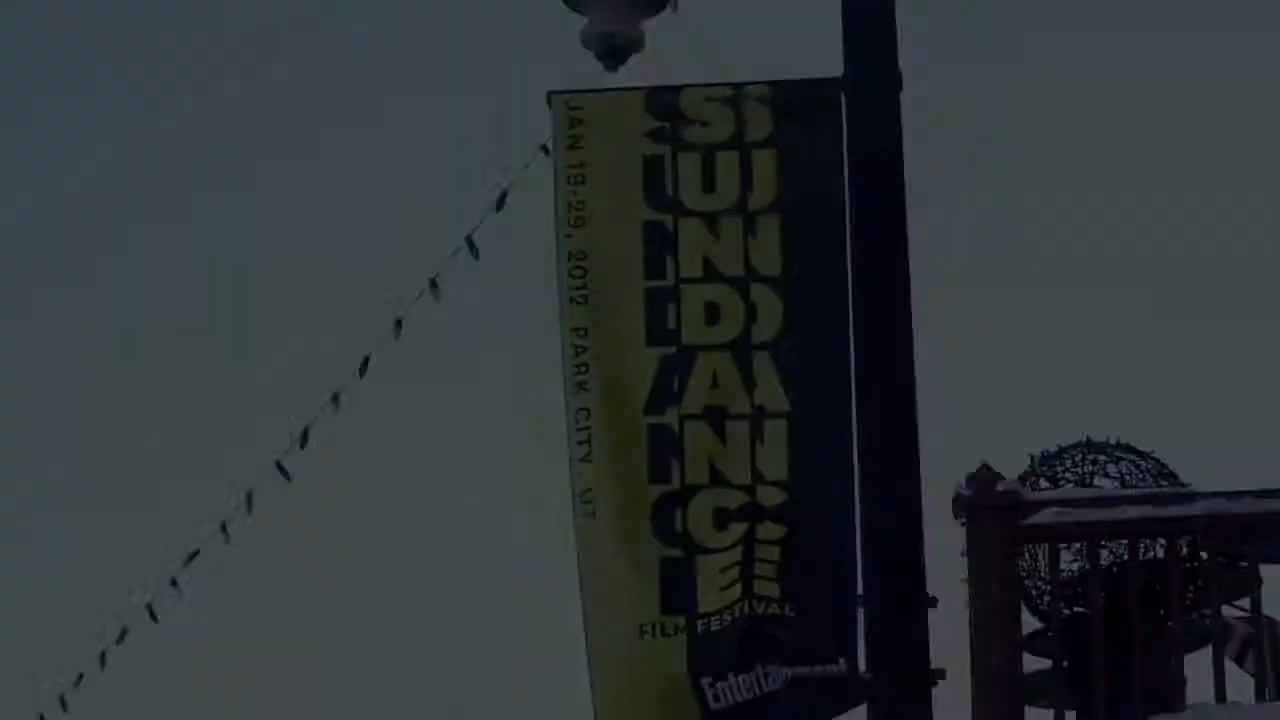 JAN 19-29, 2012 PARK CITY, UT
SUNDANCE
FILM FESTIVAL
Entertainment